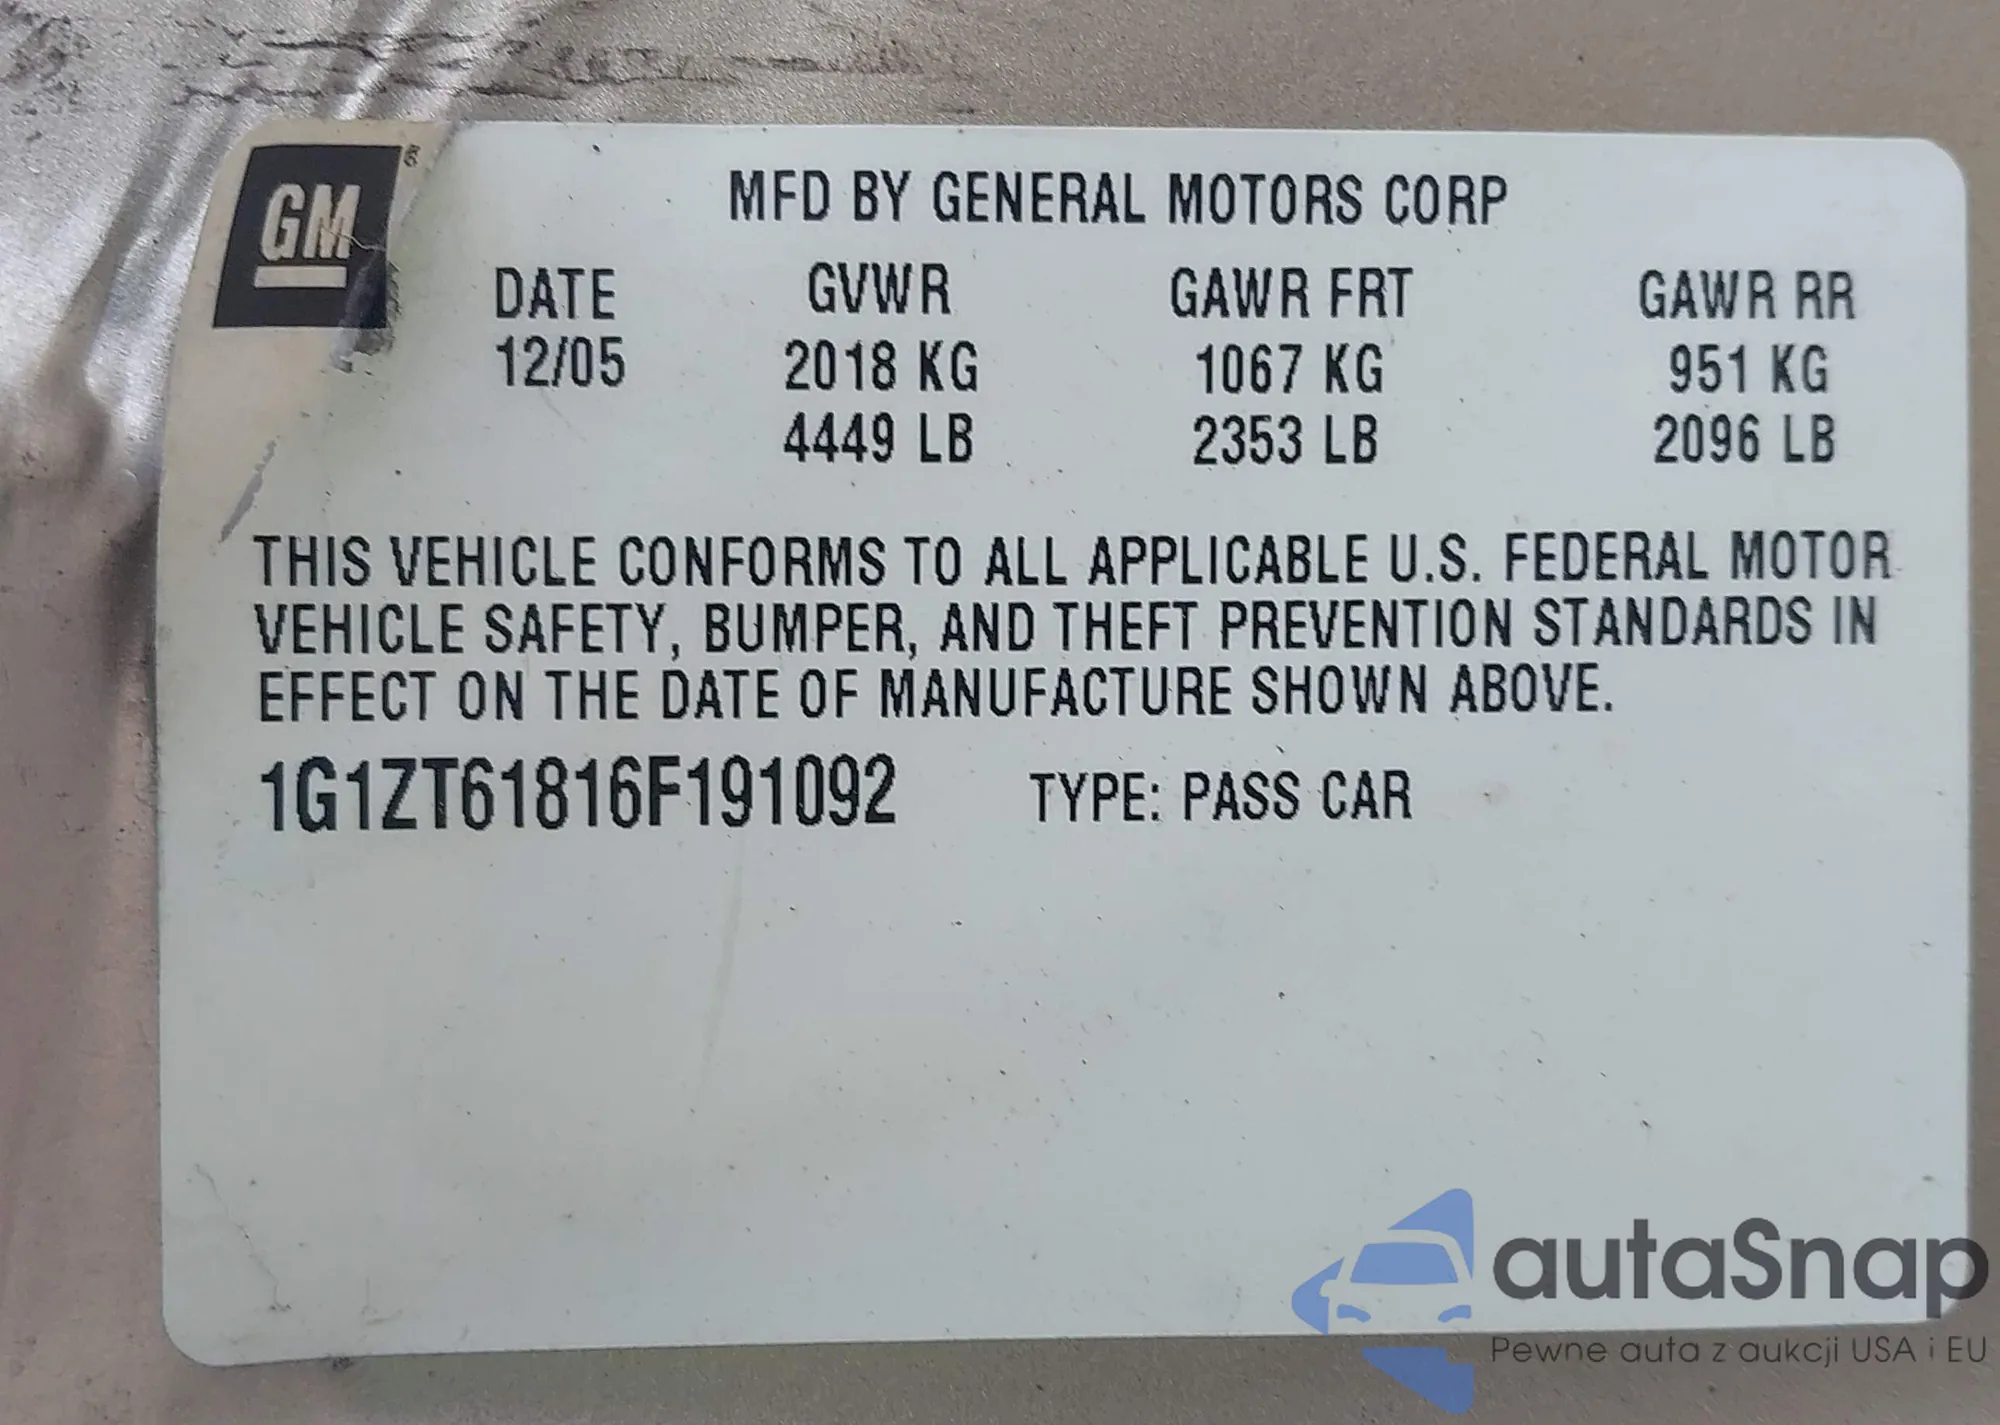 GM
MFD BY GENERAL MOTORS CORP
DATE GVWR GAWR FRT GAWR RR
12/05 2018 KG 1067 KG 951 KG
4449 LB 2353 LB 2096 LB
THIS VEHICLE CONFORMS TO ALL APPLICABLE U.S. FEDERAL MOTOR
VEHICLE SAFETY, BUMPER, AND THEFT PREVENTION STANDARDS IN
EFFECT ON THE DATE OF MANUFACTURE SHOWN ABOVE.
1G1ZT61816F191092 TYPE: PASS CAR
autaSnap
Pewne auta z aukcji USA i EU